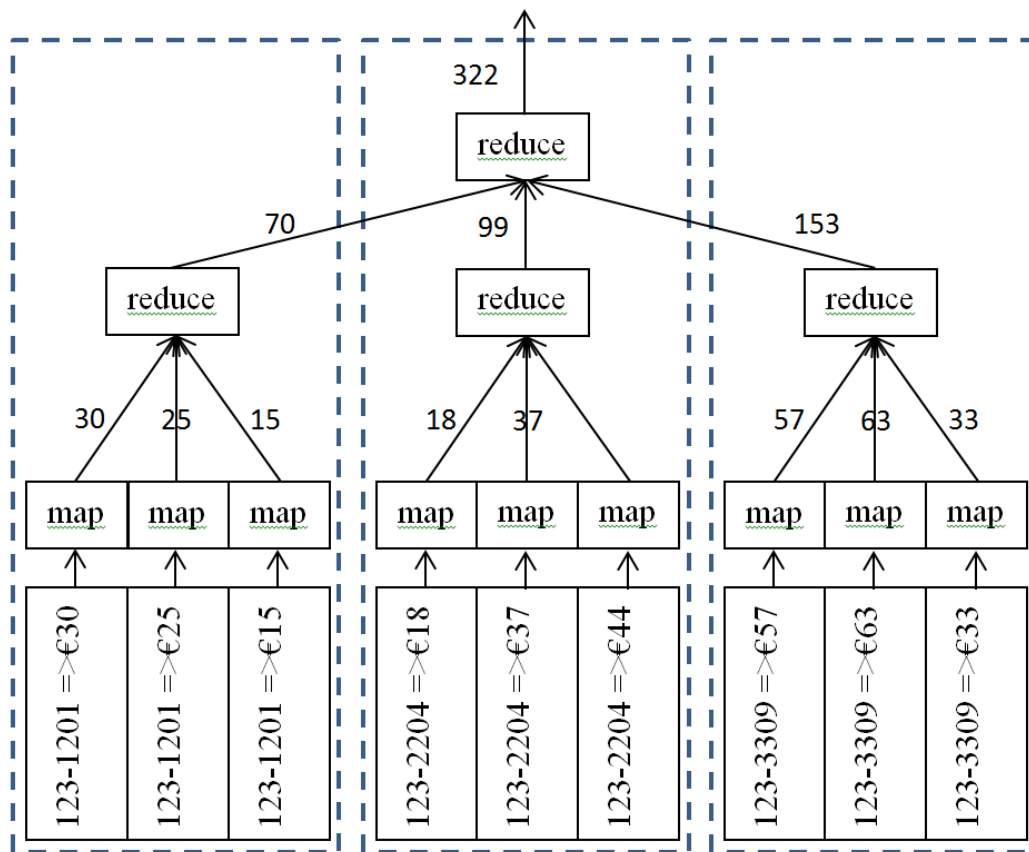 322
reduce
70
99
153
reduce
reduce
reduce
30
25
15
18
37
57
63
33
map
map
map
map
map
map
map
map
map
123-1201 =>€30
123-1201 =>€25
123-1201 =>€15
123-2204 =>€18
123-2204 =>€37
123-2204 =>€44
123-3309 =>€57
123-3309 =>€63
123-3309 =>€33